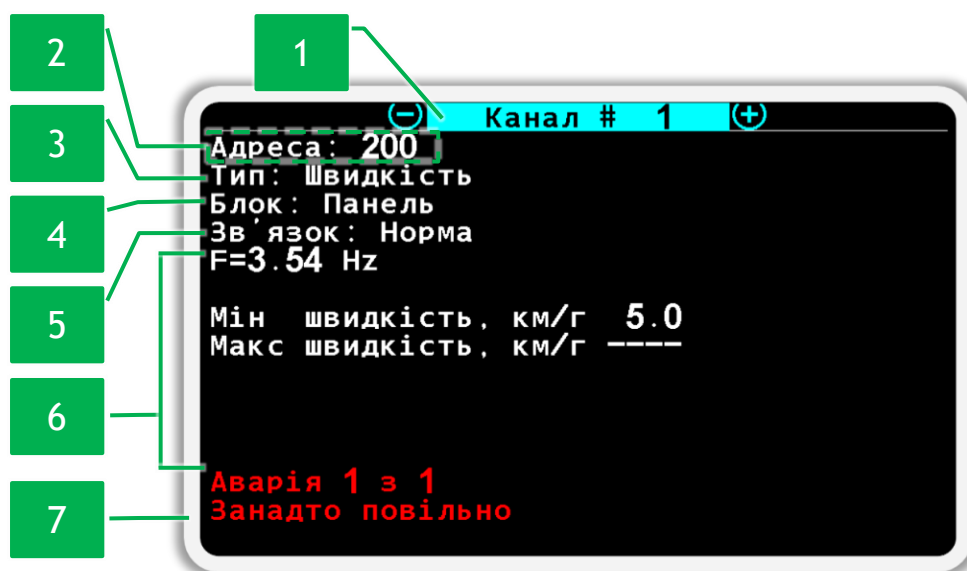 2
1
3
4
5
6
7
Канал # 1
Адреса: 200
Тип: Швидкість
Блок: Панель
Зв'язок: Норма
F=3.54 Hz
Мін швидкість, км/г 5.0
Макс швидкість, км/г ----
Аварія 1 з 1
Занадто повільно